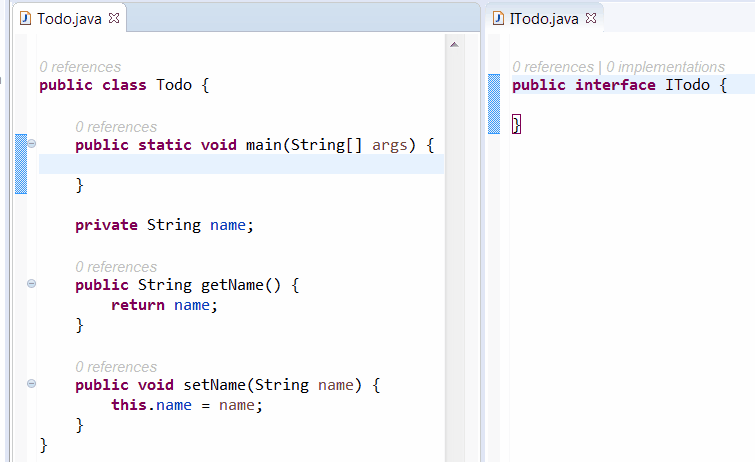 Todo.java
0 references
public class Todo {
0 references
public static void main(String[] args) {
}
private String name;
0 references
public String getName() {
return name;
}
0 references
public void setName(String name) {
this.name = name;
}
}
ITodo.java
0 references | 0 implementations
public interface ITodo {
}